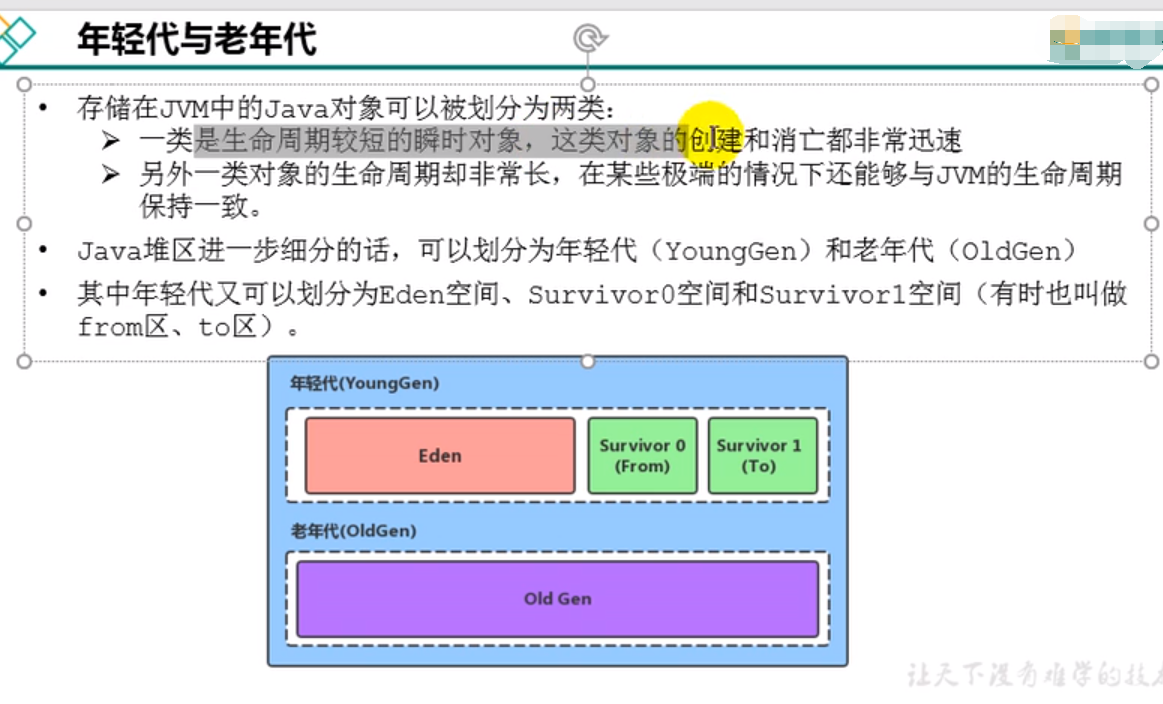 年轻代与老年代
• 存储在JVM中的Java对象可以被划分为两类：
➢ 一类是生命周期较短的瞬时对象，这类对象的创建和消亡都非常迅速
➢ 另外一类对象的生命周期却非常长，在某些极端的情况下还能够与JVM的生命周期
保持一致。
• Java堆区进一步细分的话，可以划分为年轻代（YoungGen）和老年代（OldGen）
• 其中年轻代又可以划分为Eden空间、Survivor0空间和Survivor1空间（有时也叫做
from区、to区）。
年轻代(YoungGen)
Eden
Survivor 0
(From)
Survivor 1
(To)
老年代(OldGen)
Old Gen
让天下没有难学的技